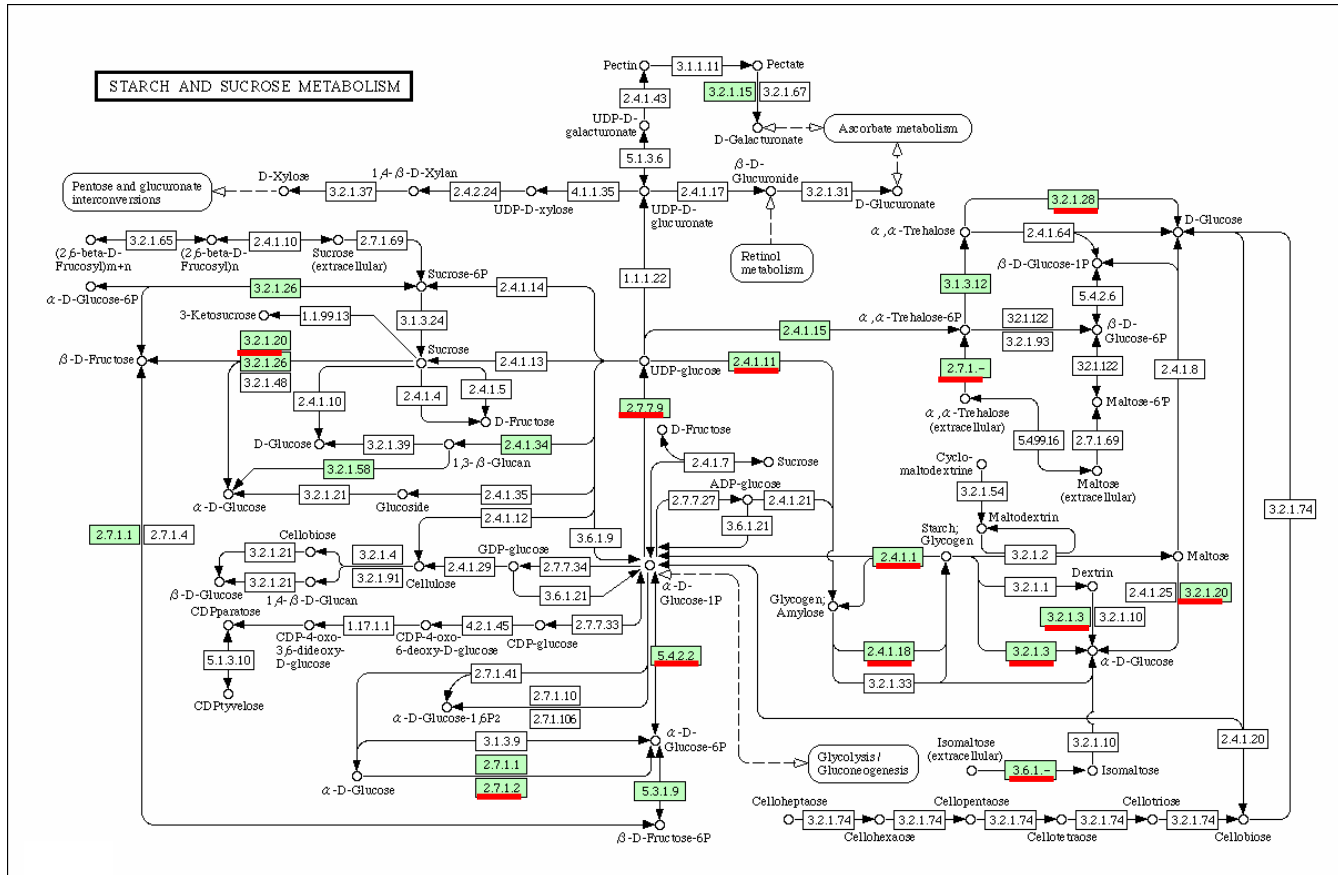 STARCH AND SUCROSE METABOLISM
Pectin
3.1.1.11
Pectate
3.2.1.15
3.2.1.67
2.4.1.43
UDP-D-
galacturonate
D-Galacturonate
Ascorbate metabolism
5.1.3.6
β-D-
Glucuronide
Pentose and glucuronate
interconversions
D-Xylose
3.2.1.37
1,4-β-D-Xylan
2.4.2.24
UDP-D-xylose
4.1.1.35
UDP-D-
glucuronate
2.4.1.17
3.2.1.31
D-Glucuronate
Retinol
metabolism
3.2.1.28
α,α-Trehalose
2.4.1.64
D-Glucose
(2,6-beta-D-
Frucosyl)m+n
3.2.1.65
(2,6-beta-D-
Frucosyl)n
2.4.1.10
Sucrose
(extracellular)
2.7.1.69
Sucrose-6P
1.1.1.22
β-D-Glucose-1P
α-D-Glucose-6P
3.2.1.26
2.4.1.14
3.1.3.12
5.4.2.6
3-Ketosucrose
1.1.99.13
3.1.3.24
2.4.1.15
α,α-Trehalose-6P
3.2.1.122
3.2.1.93
β-D-
Glucose-6P
β-D-Fructose
3.2.1.20
3.2.1.26
3.2.1.48
Sucrose
2.4.1.13
UDP-glucose
2.4.1.11
2.7.1.-
3.2.1.122
2.4.1.8
2.4.1.10
2.4.1.4
2.4.1.5
D-Fructose
2.7.7.9
α,α-Trehalose
(extracellular)
Maltose-6'P
D-Glucose
3.2.1.39
1,3-β-Glucan
2.4.1.34
D-Fructose
5.4.99.16
2.7.1.69
3.2.1.58
2.4.1.7
Sucrose
Cyclo-
maltodextrine
Maltose
(extracellular)
α-D-Glucose
3.2.1.21
Glucoside
2.4.1.35
ADP-glucose
2.7.7.27
2.4.1.21
3.2.1.54
3.2.1.74
2.4.1.12
3.6.1.21
Maltodextrin
2.7.1.1
2.7.1.4
3.6.1.9
Starch;
Glycogen
3.2.1.2
Cellobiose
3.2.1.21
3.2.1.4
3.2.1.91
Cellulose
2.4.1.29
GDP-glucose
2.7.7.34
2.4.1.1
Maltose
β-D-Glucose
3.2.1.21
1,4-β-D-Glucan
3.6.1.21
α-D-
Glucose-1P
Glycogen;
Amylose
3.2.1.1
Dextrin
2.4.1.25
3.2.1.20
CDPparatose
1.17.1.1
CDP-4-oxo-
3,6-dideoxy-
D-glucose
4.2.1.45
CDP-4-oxo-
6-deoxy-D-glucose
CDP-glucose
2.7.7.33
3.2.1.3
3.2.1.10
5.1.3.10
5.4.2.2
2.4.1.18
3.2.1.3
α-D-Glucose
3.2.1.33
CDPtyvelose
2.7.1.41
α-D-Glucose-1,6P2
2.7.1.10
2.7.1.106
3.1.3.9
α-D-
Glucose-6P
Glycolysis /
Gluconeogenesis
Isomaltose
(extracellular)
3.2.1.10
2.4.1.20
α-D-Glucose
2.7.1.1
2.7.1.2
5.3.1.9
3.6.1.-
Isomaltose
β-D-Fructose-6P
Celloheptaose
3.2.1.74
Cellohexaose
3.2.1.74
Cellopentaose
3.2.1.74
Cellotetraose
3.2.1.74
Cellotriose
3.2.1.74
Cellobiose